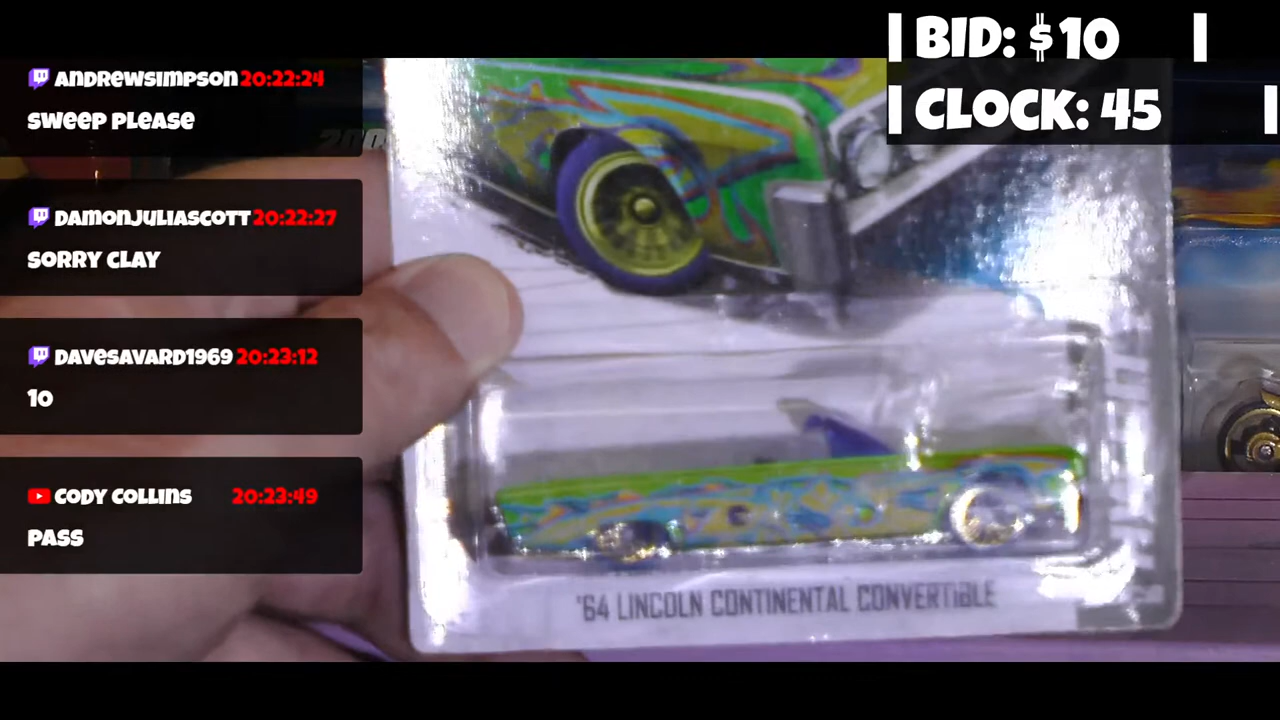 ANDREWSIMPSON 20:22:24
SWEEP PLEASE
DAMONJULIASCOTT 20:22:27
SORRY CLAY
DAVESAVARD1969 20:23:12
10
CODY COLLINS 20:23:49
PASS
| BID: $10 |
| CLOCK: 45 |
'64 LINCOLN CONTINENTAL CONVERTIBLE